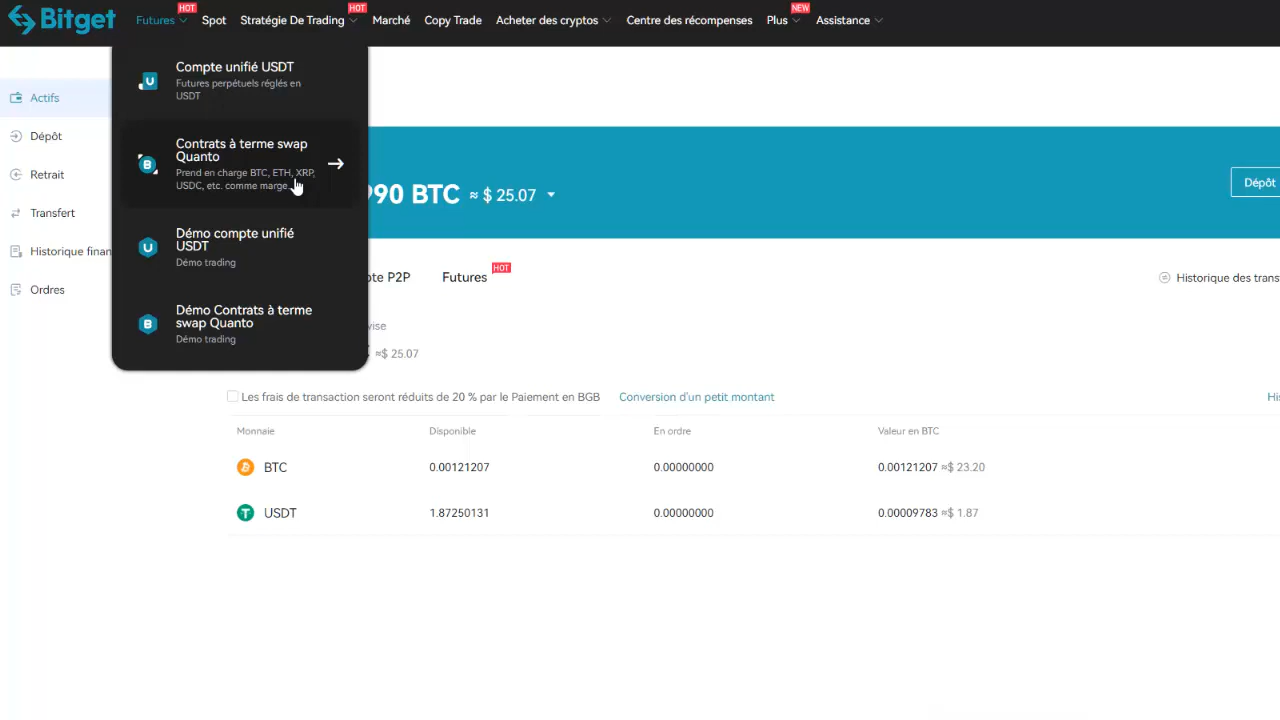 Bitget
Futures HOT Spot Stratégie De Trading HOT Marché Copy Trade Acheter des cryptos Centre des récompenses Plus NEW Assistance
Compte unifié USDT
Futures perpétuels réglés en
USDT
Contrats à terme swap
Quanto
Prend en charge BTC, ETH, XRP,
USDC, etc. comme marge.
Démo compte unifié
USDT
Démo trading
Démo Contrats à terme
swap Quanto
Démo trading
Actifs
Dépôt
Retrait
Transfert
Historique finan
Ordres
90 BTC ≈ $ 25.07
Dépôt
P2P Futures HOT
Historique des trans
≈$ 25.07
Les frais de transaction seront réduits de 20 % par le Paiement en BGB Conversion d'un petit montant
Monnaie Disponible En ordre Valeur en BTC
BTC 0.00121207 0.00000000 0.00121207 ≈$ 23.20
USDT 1.87250131 0.00000000 0.00009783 ≈$ 1.87